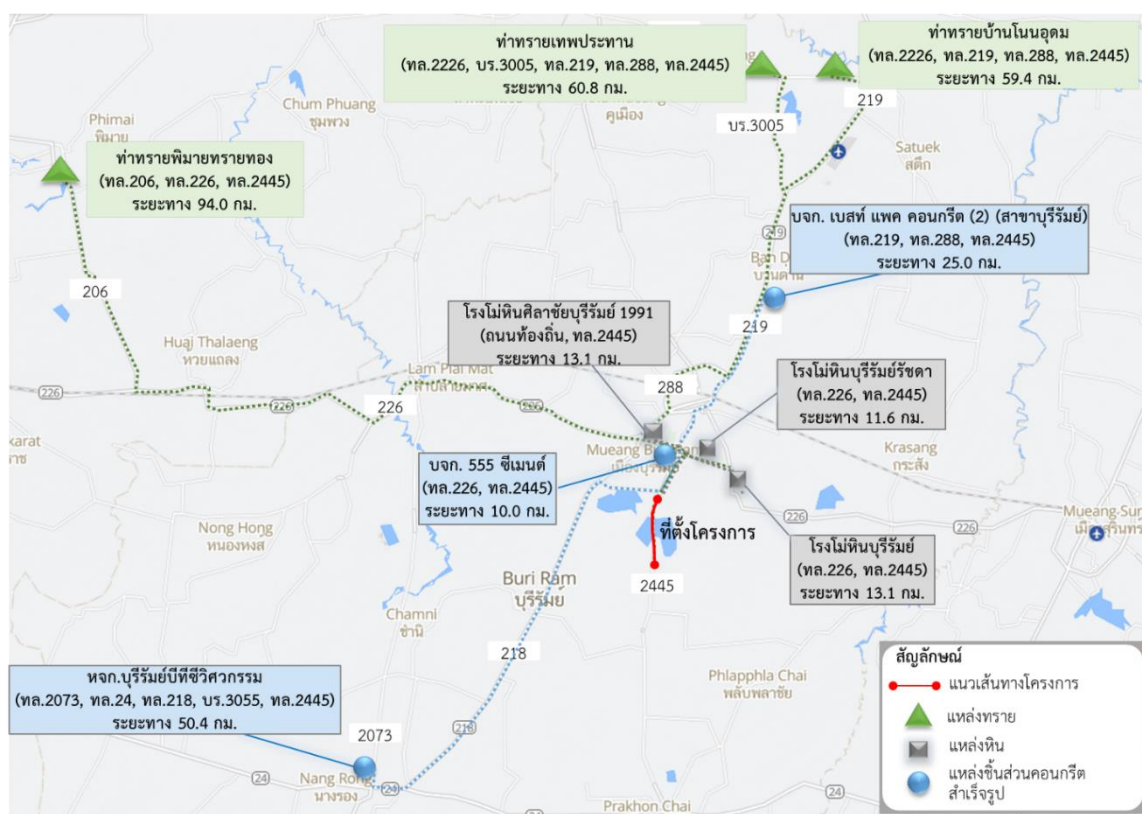 ท่าทรายเทพประทาน
(ทล.2226, บร.3005, ทล.219, ทล.288, ทล.2445)
ระยะทาง 60.8 กม.
ท่าทรายบ้านโนนอุดม
(ทล.2226, ทล.219, ทล.288, ทล.2445)
ระยะทาง 59.4 กม.
Chum Phuang
ชุมพวง
คูเมือง
บร.3005
219
Phimai
พิมาย
Satuek
สตึก
ท่าทรายพิมายทรายทอง
(ทล.206, ทล.226, ทล.2445)
ระยะทาง 94.0 กม.
บจก. เบสท์ แพค คอนกรีต (2) (สาขาบุรีรัมย์)
(ทล.219, ทล.288, ทล.2445)
ระยะทาง 25.0 กม.
219
206
โรงโม่หินศิลาชัยบุรีรัมย์ 1991
(ถนนท้องถิ่น, ทล.2445)
ระยะทาง 13.1 กม.
219
Huai Thalaeng
ห้วยแถลง
Lam Plai Mat
288
โรงโม่หินบุรีรัมย์รัชดา
(ทล.226, ทล.2445)
ระยะทาง 11.6 กม.
226
226
226
226
Krasang
กระสัง
บจก. 555 ซีเมนต์
(ทล.226, ทล.2445)
ระยะทาง 10.0 กม.
226
Nong Hong
หนองหงส์
ที่ตั้งโครงการ
โรงโม่หินบุรีรัมย์
(ทล.226, ทล.2445)
ระยะทาง 13.1 กม.
Buri Ram
บุรีรัมย์
2445
Chamni
ชำนิ
218
Phlapphla Chai
พลับพลาชัย
หจก.บุรีรัมย์บีทีซีวิศวกรรม
(ทล.2073, ทล.24, ทล.218, บร.3055, ทล.2445)
ระยะทาง 50.4 กม.
218
2073
24
Nang Rong
นางรอง
24
24
Prakhon Chai
สัญลักษณ์
แนวเส้นทางโครงการ
แหล่งทราย
แหล่งหิน
แหล่งชิ้นส่วนคอนกรีต
สำเร็จรูป